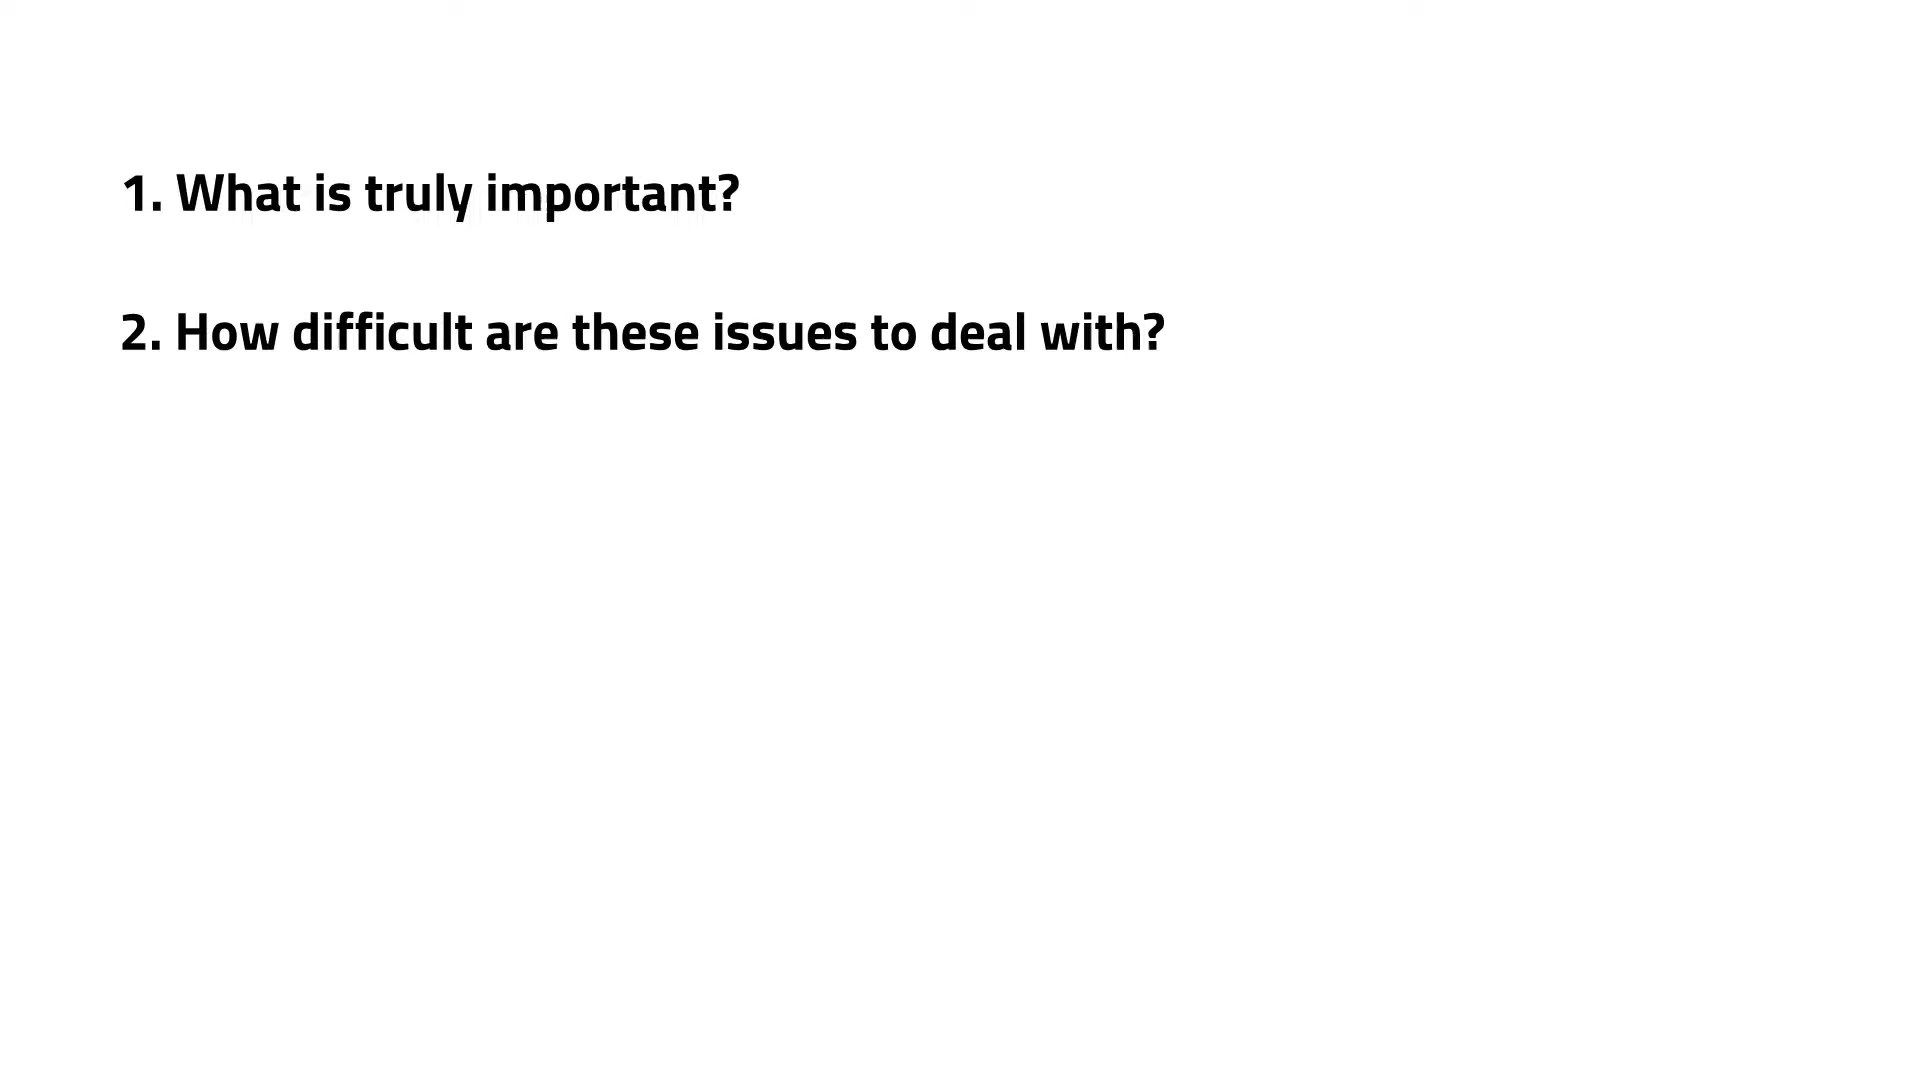 1. What is truly important?
2. How difficult are these issues to deal with?